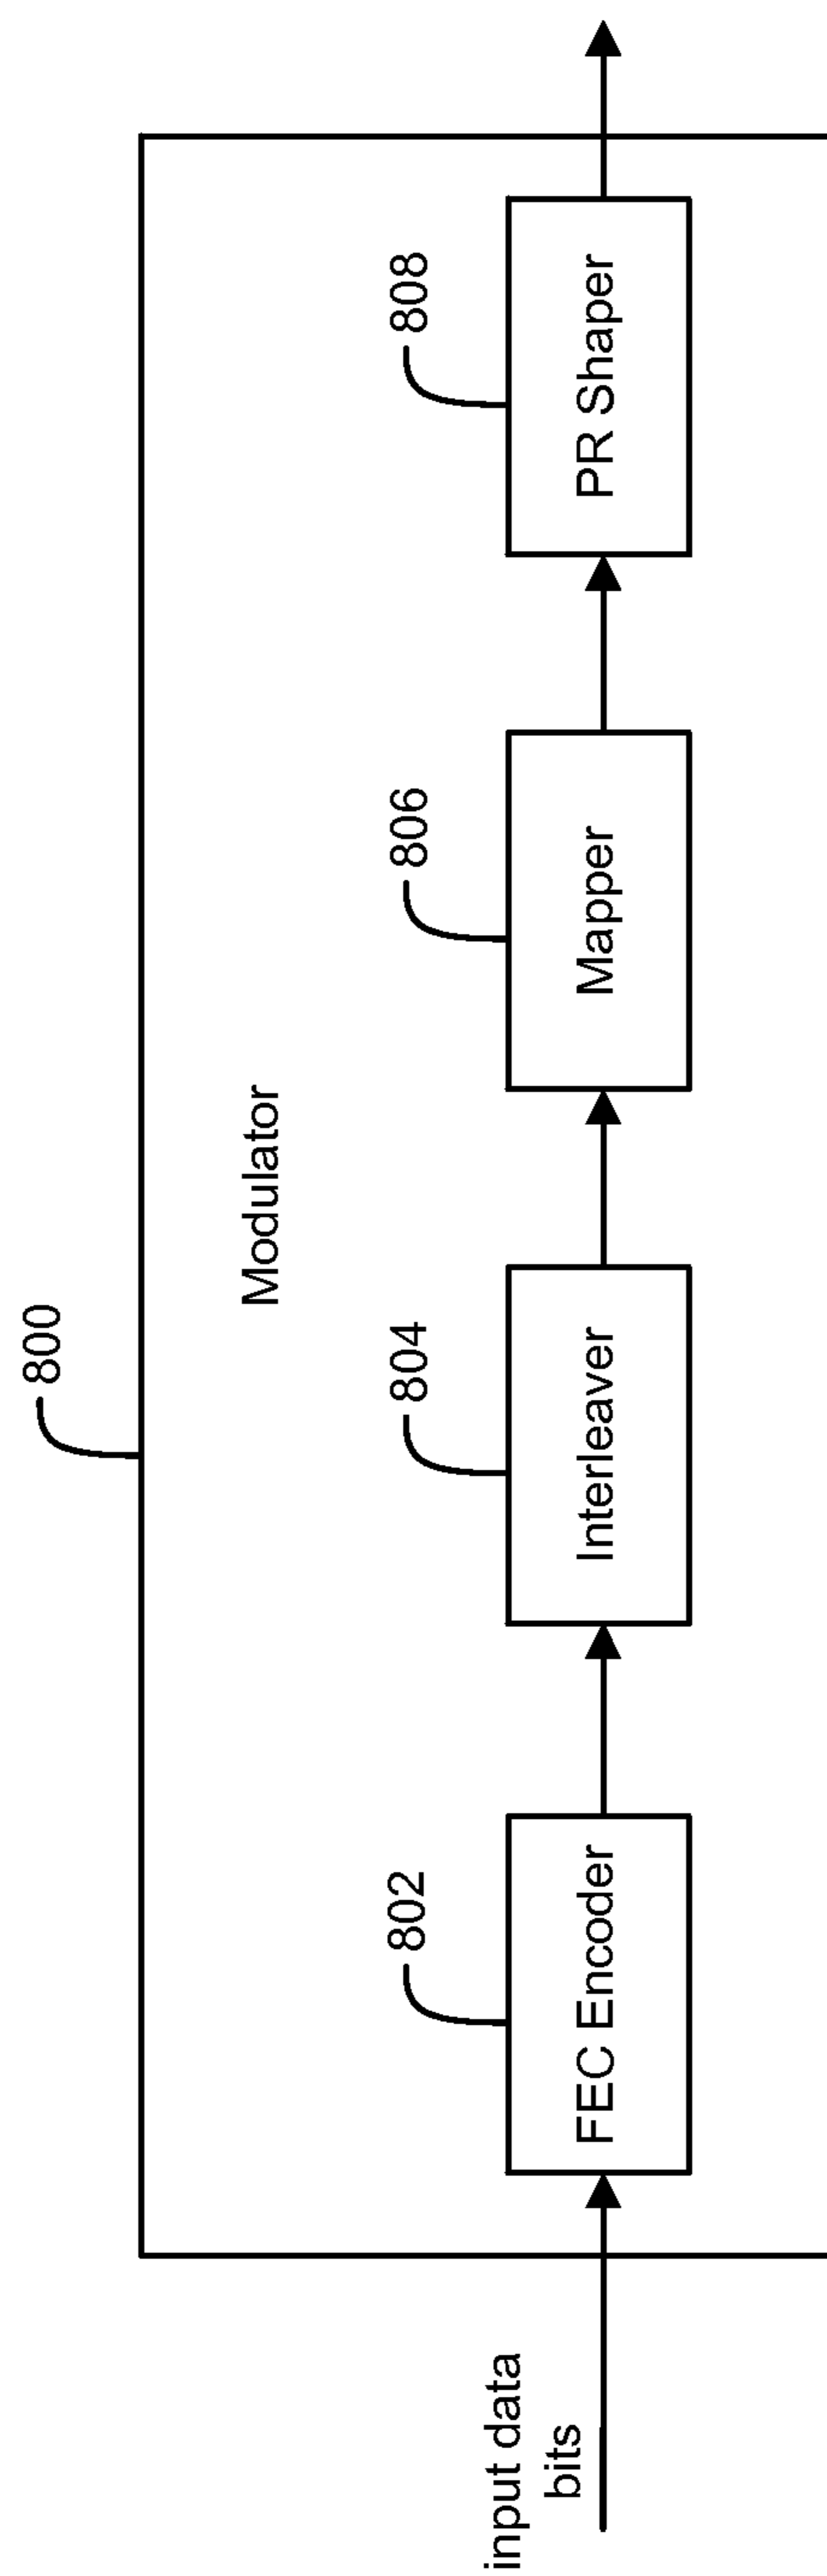 800
Modulator
802
804
806
808
input data
bits
FEC Encoder
Interleaver
Mapper
PR Shaper